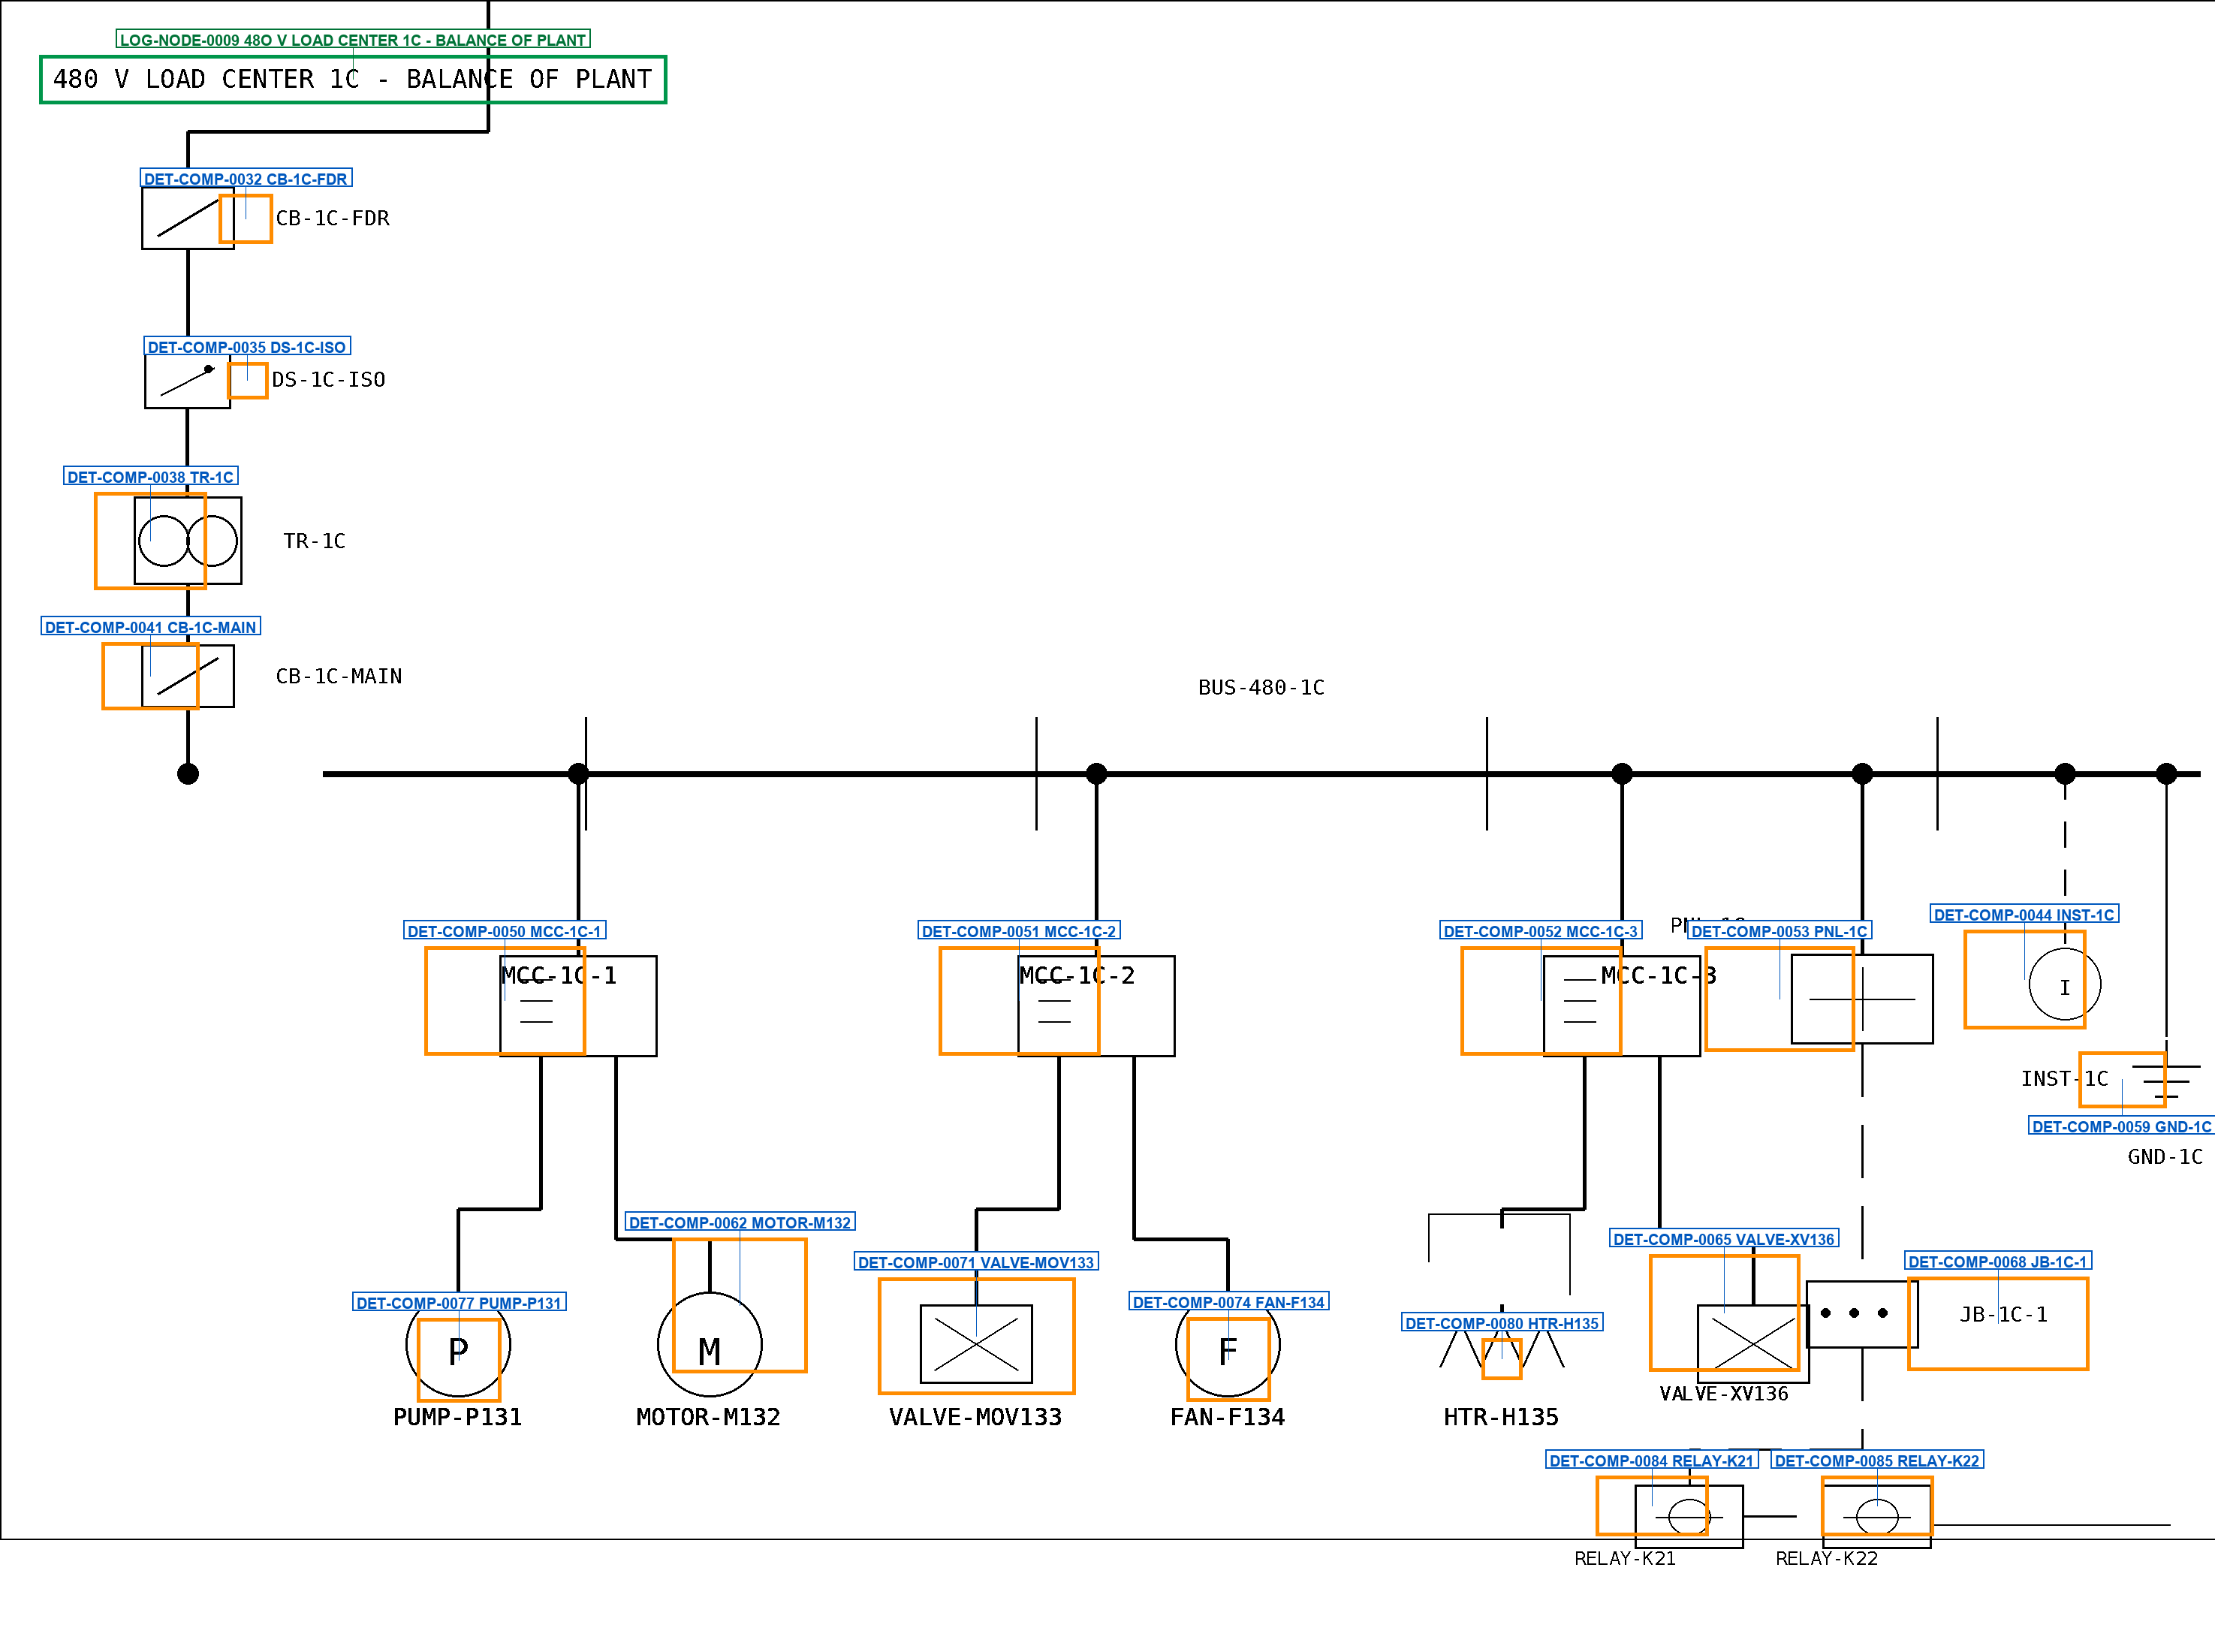 LOG-NODE-0009 48O V LOAD CENTER 1C - BALANCE OF PLANT
480 V LOAD CENTER 1C - BALANCE OF PLANT
DET-COMP-0032 CB-1C-FDR
CB-1C-FDR
DET-COMP-0035 DS-1C-ISO
DS-1C-ISO
DET-COMP-0038 TR-1C
TR-1C
DET-COMP-0041 CB-1C-MAIN
CB-1C-MAIN
BUS-480-1C
DET-COMP-0050 MCC-1C-1
DET-COMP-0051 MCC-1C-2
DET-COMP-0052 MCC-1C-3
DET-COMP-0053 PNL-1C
DET-COMP-0044 INST-1C
MCC-1C-1
MCC-1C-2
MCC-1C-3
I
INST-1C
DET-COMP-0059 GND-1C
GND-1C
DET-COMP-0062 MOTOR-M132
DET-COMP-0071 VALVE-MOV133
DET-COMP-0065 VALVE-XV136
DET-COMP-0068 JB-1C-1
DET-COMP-0077 PUMP-P131
DET-COMP-0074 FAN-F134
DET-COMP-0080 HTR-H135
JB-1C-1
P
M
F
VALVE-XV136
PUMP-P131
MOTOR-M132
VALVE-MOV133
FAN-F134
HTR-H135
DET-COMP-0084 RELAY-K21
DET-COMP-0085 RELAY-K22
RELAY-K21
RELAY-K22